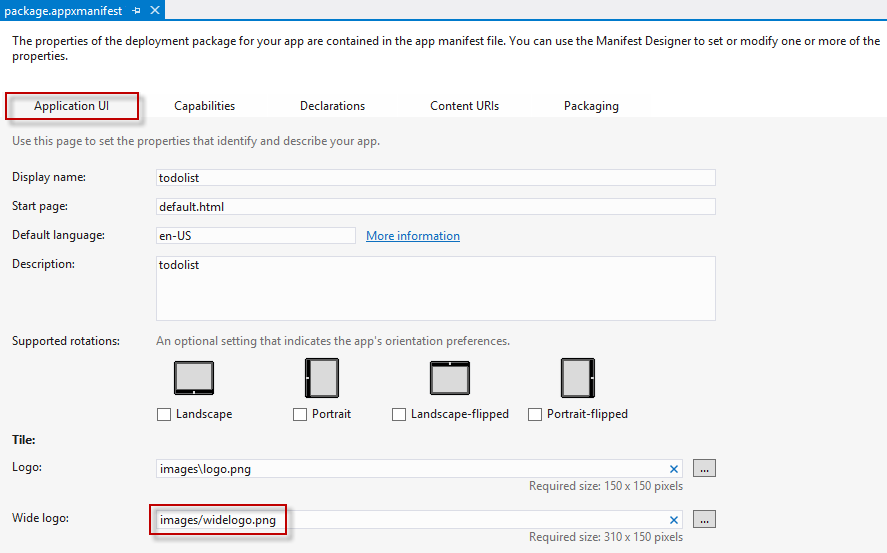 package.appxmanifest
The properties of the deployment package for your app are contained in the app manifest file. You can use the Manifest Designer to set or modify one or more of the
properties.
Application UI Capabilities Declarations Content URIs Packaging
Use this page to set the properties that identify and describe your app.
Display name: todolist
Start page: default.html
Default language: en-US More information
Description: todolist
Supported rotations: An optional setting that indicates the app's orientation preferences.
Landscape Portrait Landscape-flipped Portrait-flipped
Tile:
Logo: images\logo.png ...
Required size: 150 x 150 pixels
Wide logo: images/widelogo.png ...
Required size: 310 x 150 pixels